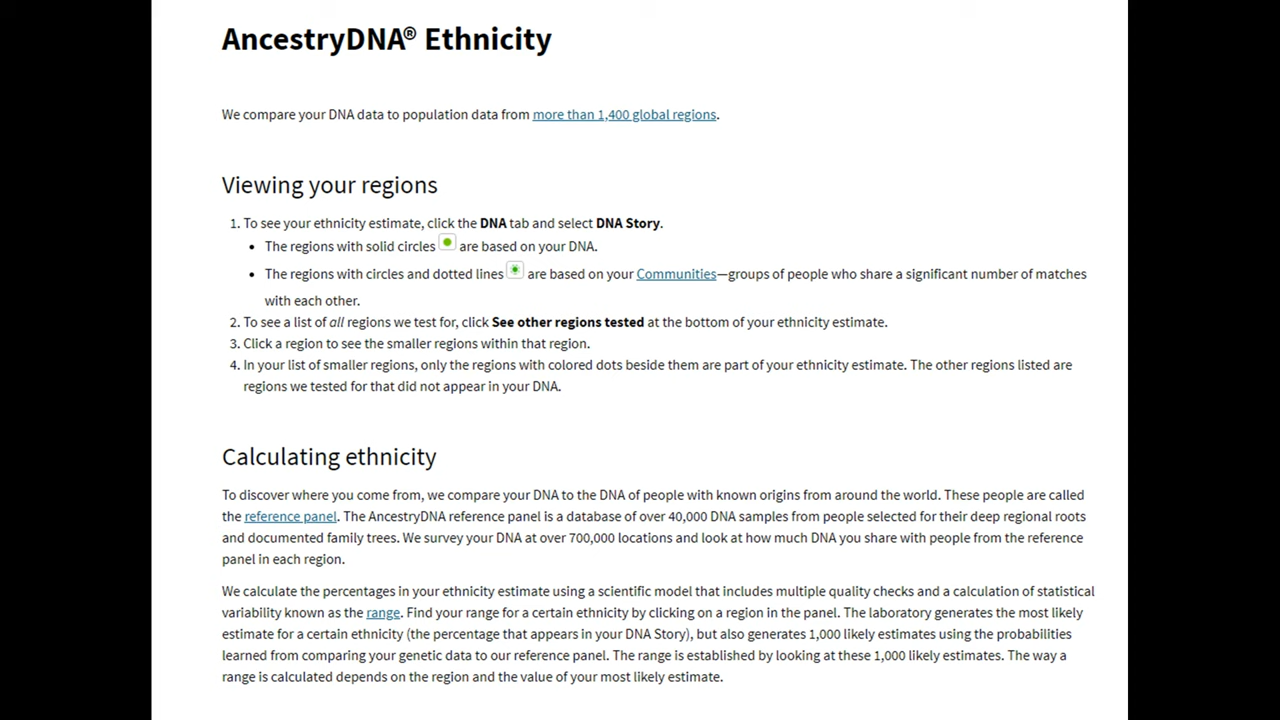 AncestryDNA® Ethnicity
We compare your DNA data to population data from more than 1,400 global regions.
Viewing your regions
1. To see your ethnicity estimate, click the DNA tab and select DNA Story.
• The regions with solid circles are based on your DNA.
• The regions with circles and dotted lines are based on your Communities—groups of people who share a significant number of matches
with each other.
2. To see a list of all regions we test for, click See other regions tested at the bottom of your ethnicity estimate.
3. Click a region to see the smaller regions within that region.
4. In your list of smaller regions, only the regions with colored dots beside them are part of your ethnicity estimate. The other regions listed are
regions we tested for that did not appear in your DNA.
Calculating ethnicity
To discover where you come from, we compare your DNA to the DNA of people with known origins from around the world. These people are called
the reference panel. The AncestryDNA reference panel is a database of over 40,000 DNA samples from people selected for their deep regional roots
and documented family trees. We survey your DNA at over 700,000 locations and look at how much DNA you share with people from the reference
panel in each region.
We calculate the percentages in your ethnicity estimate using a scientific model that includes multiple quality checks and a calculation of statistical
variability known as the range. Find your range for a certain ethnicity by clicking on a region in the panel. The laboratory generates the most likely
estimate for a certain ethnicity (the percentage that appears in your DNA Story), but also generates 1,000 likely estimates using the probabilities
learned from comparing your genetic data to our reference panel. The range is established by looking at these 1,000 likely estimates. The way a
range is calculated depends on the region and the value of your most likely estimate.